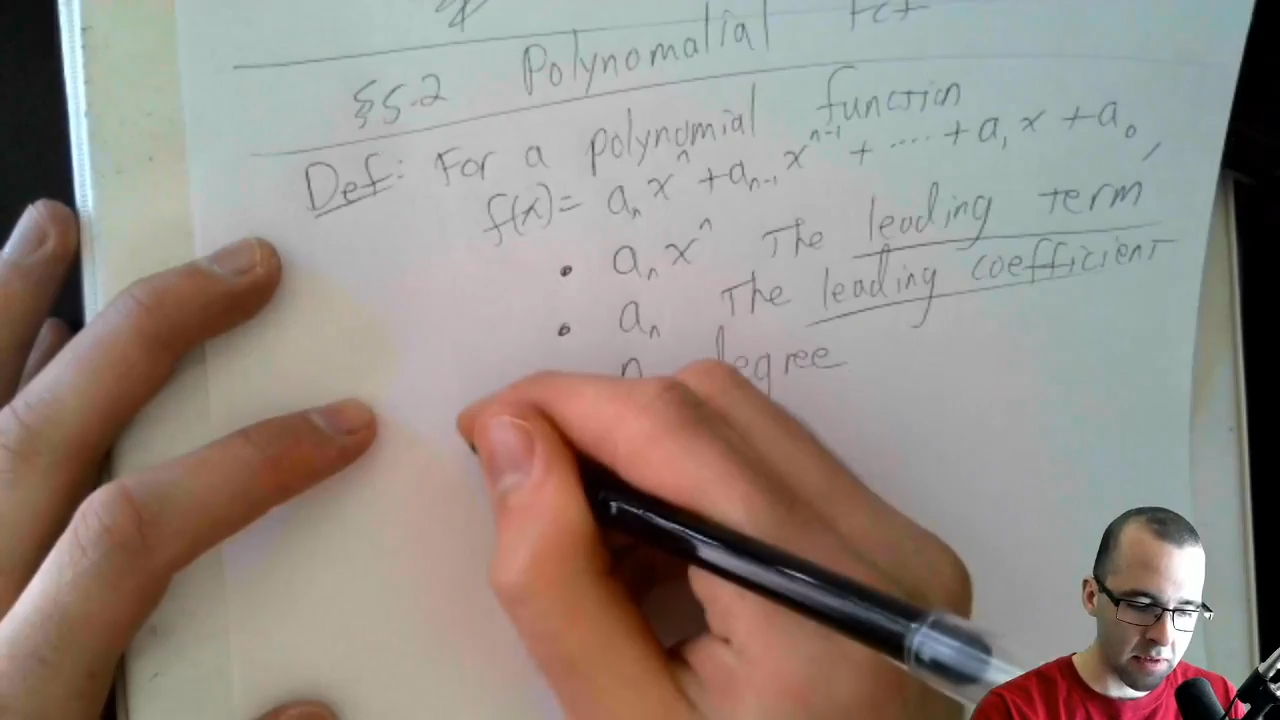 §5.2 Polynomalial Fct
Def: For a polynomial function
f(x) = aₙxⁿ + aₙ₋₁xⁿ⁻¹ + ···· + a₁x + a₀,
• aₙxⁿ The leading term
• aₙ The leading coefficient
n degree